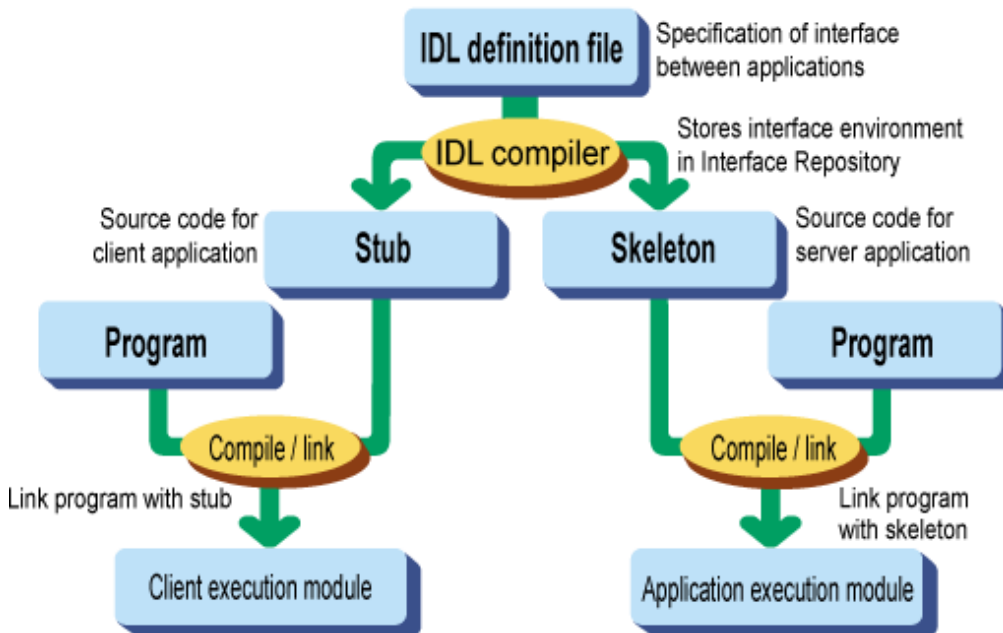 IDL definition file
Specification of interface
between applications
IDL compiler
Stores interface environment
in Interface Repository
Source code for
client application
Stub
Skeleton
Source code for
server application
Program
Program
Compile / link
Compile / link
Link program with stub
Link program
with skeleton
Client execution module
Application execution module